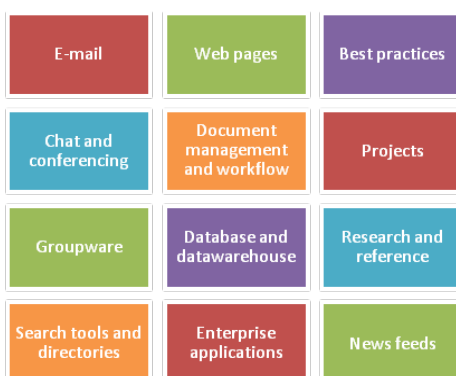 E-mail
Web pages
Best practices
Chat and
conferencing
Document
management
and workflow
Projects
Groupware
Database and
datawarehouse
Research and
reference
Search tools and
directories
Enterprise
applications
News feeds